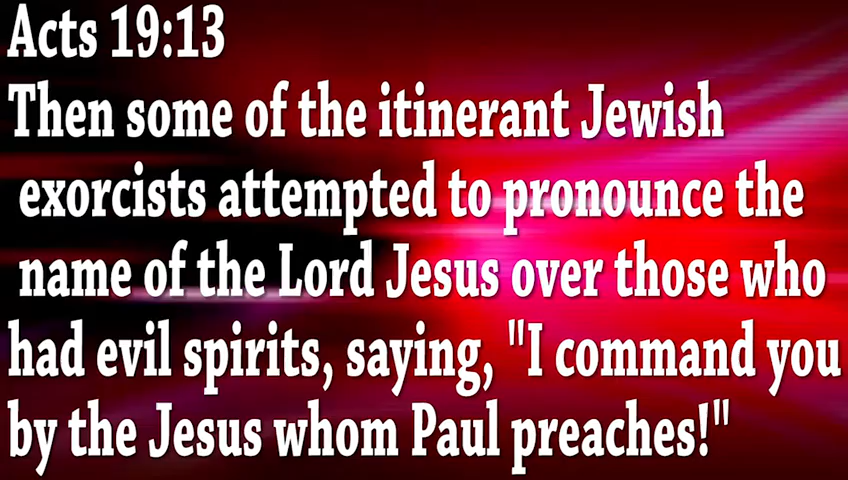 Acts 19:13
Then some of the itinerant Jewish
exorcists attempted to pronounce the
name of the Lord Jesus over those who
had evil spirits, saying, "I command you
by the Jesus whom Paul preaches!"